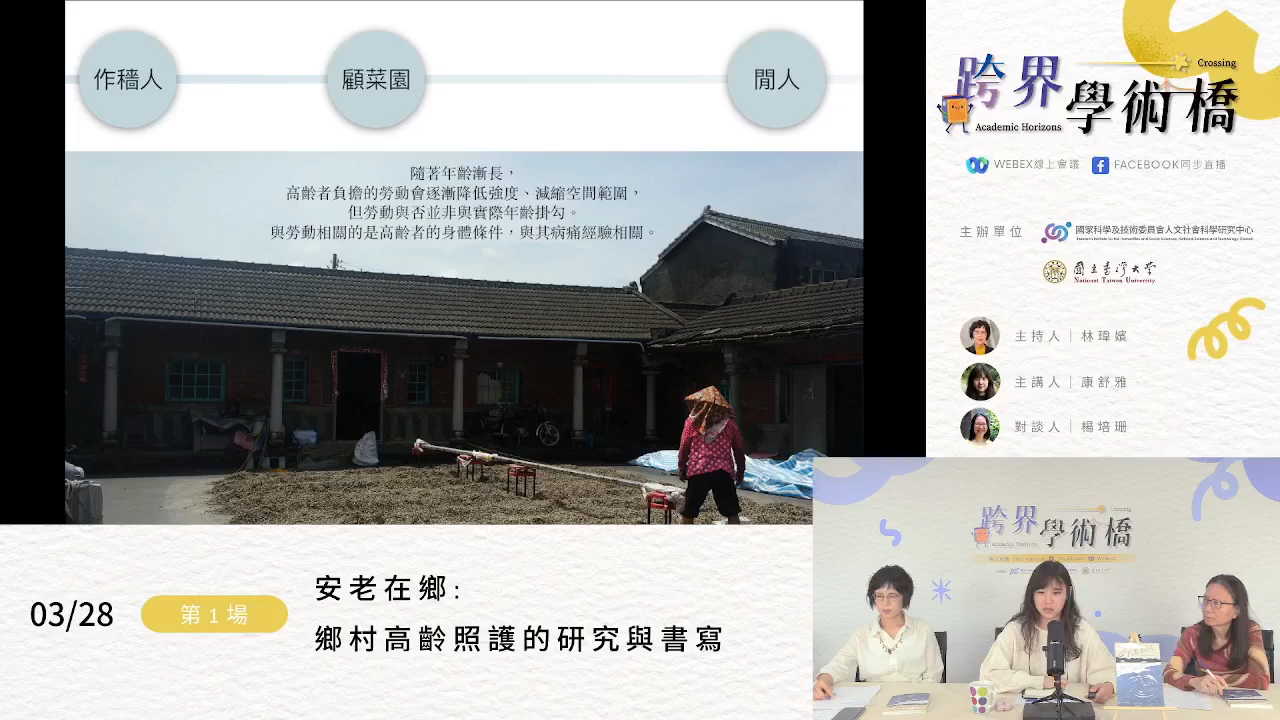 作穡人
顧菜園
閒人
隨著年齡漸長，
高齡者負擔的勞動會逐漸降低強度、減縮空間範圍，
但勞動與否並非與實際年齡掛勾。
與勞動相關的是高齡者的身體條件，與其病痛經驗相關。
跨界 Crossing
Academic Horizons 學術橋
WEBEX線上會議 FACEBOOK同步直播
主辦單位 國家科學及技術委員會人文社會科學研究中心
國立臺灣大學
National Taiwan University
主持人｜林瑋嬪
主講人｜康舒雅
對談人｜楊培珊
03/28 第1場
安老在鄉:
鄉村高齡照護的研究與書寫
跨界 Crossing
學術橋